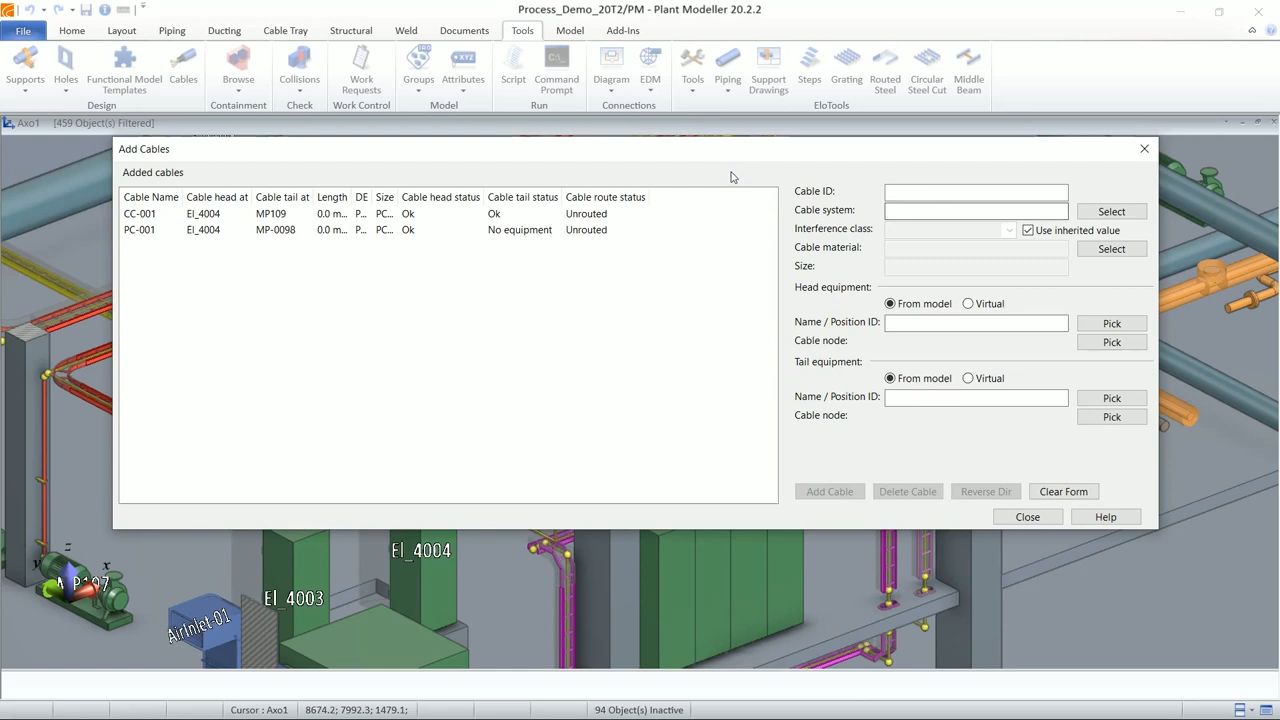 Process_Demo_20T2/PM - Plant Modeller 20.2.2
File Home Layout Piping Ducting Cable Tray Structural Weld Documents Tools Model Add-Ins
Supports Holes Functional Model Templates Cables Browse Collisions Work Requests Groups Attributes Script Command Prompt Diagram EDM Tools Piping Support Drawings Steps Grating Routed Steel Circular Steel Cut Middle Beam
Design Containment Check Work Control Model Run Connections EloTools
Axo1 [459 Object(s) Filtered]
Add Cables
Added cables
Cable Name Cable head at Cable tail at Length DE Size Cable head status Cable tail status Cable route status
CC-001 El_4004 MP109 0.0 m... P... PC... Ok Ok Unrouted
PC-001 El_4004 MP-0098 0.0 m... P... PC... Ok No equipment Unrouted
Cable ID:
Cable system: Select
Interference class: Use inherited value
Cable material: Select
Size:
Head equipment:
From model Virtual
Name / Position ID: Pick
Cable node: Pick
Tail equipment:
From model Virtual
Name / Position ID: Pick
Cable node: Pick
Add Cable Delete Cable Reverse Dir Clear Form
Close Help
El_4004
z
y x
El_4003
AirInlet-01
Cursor : Axo1 8674.2; 7992.3; 1479.1; 94 Object(s) Inactive